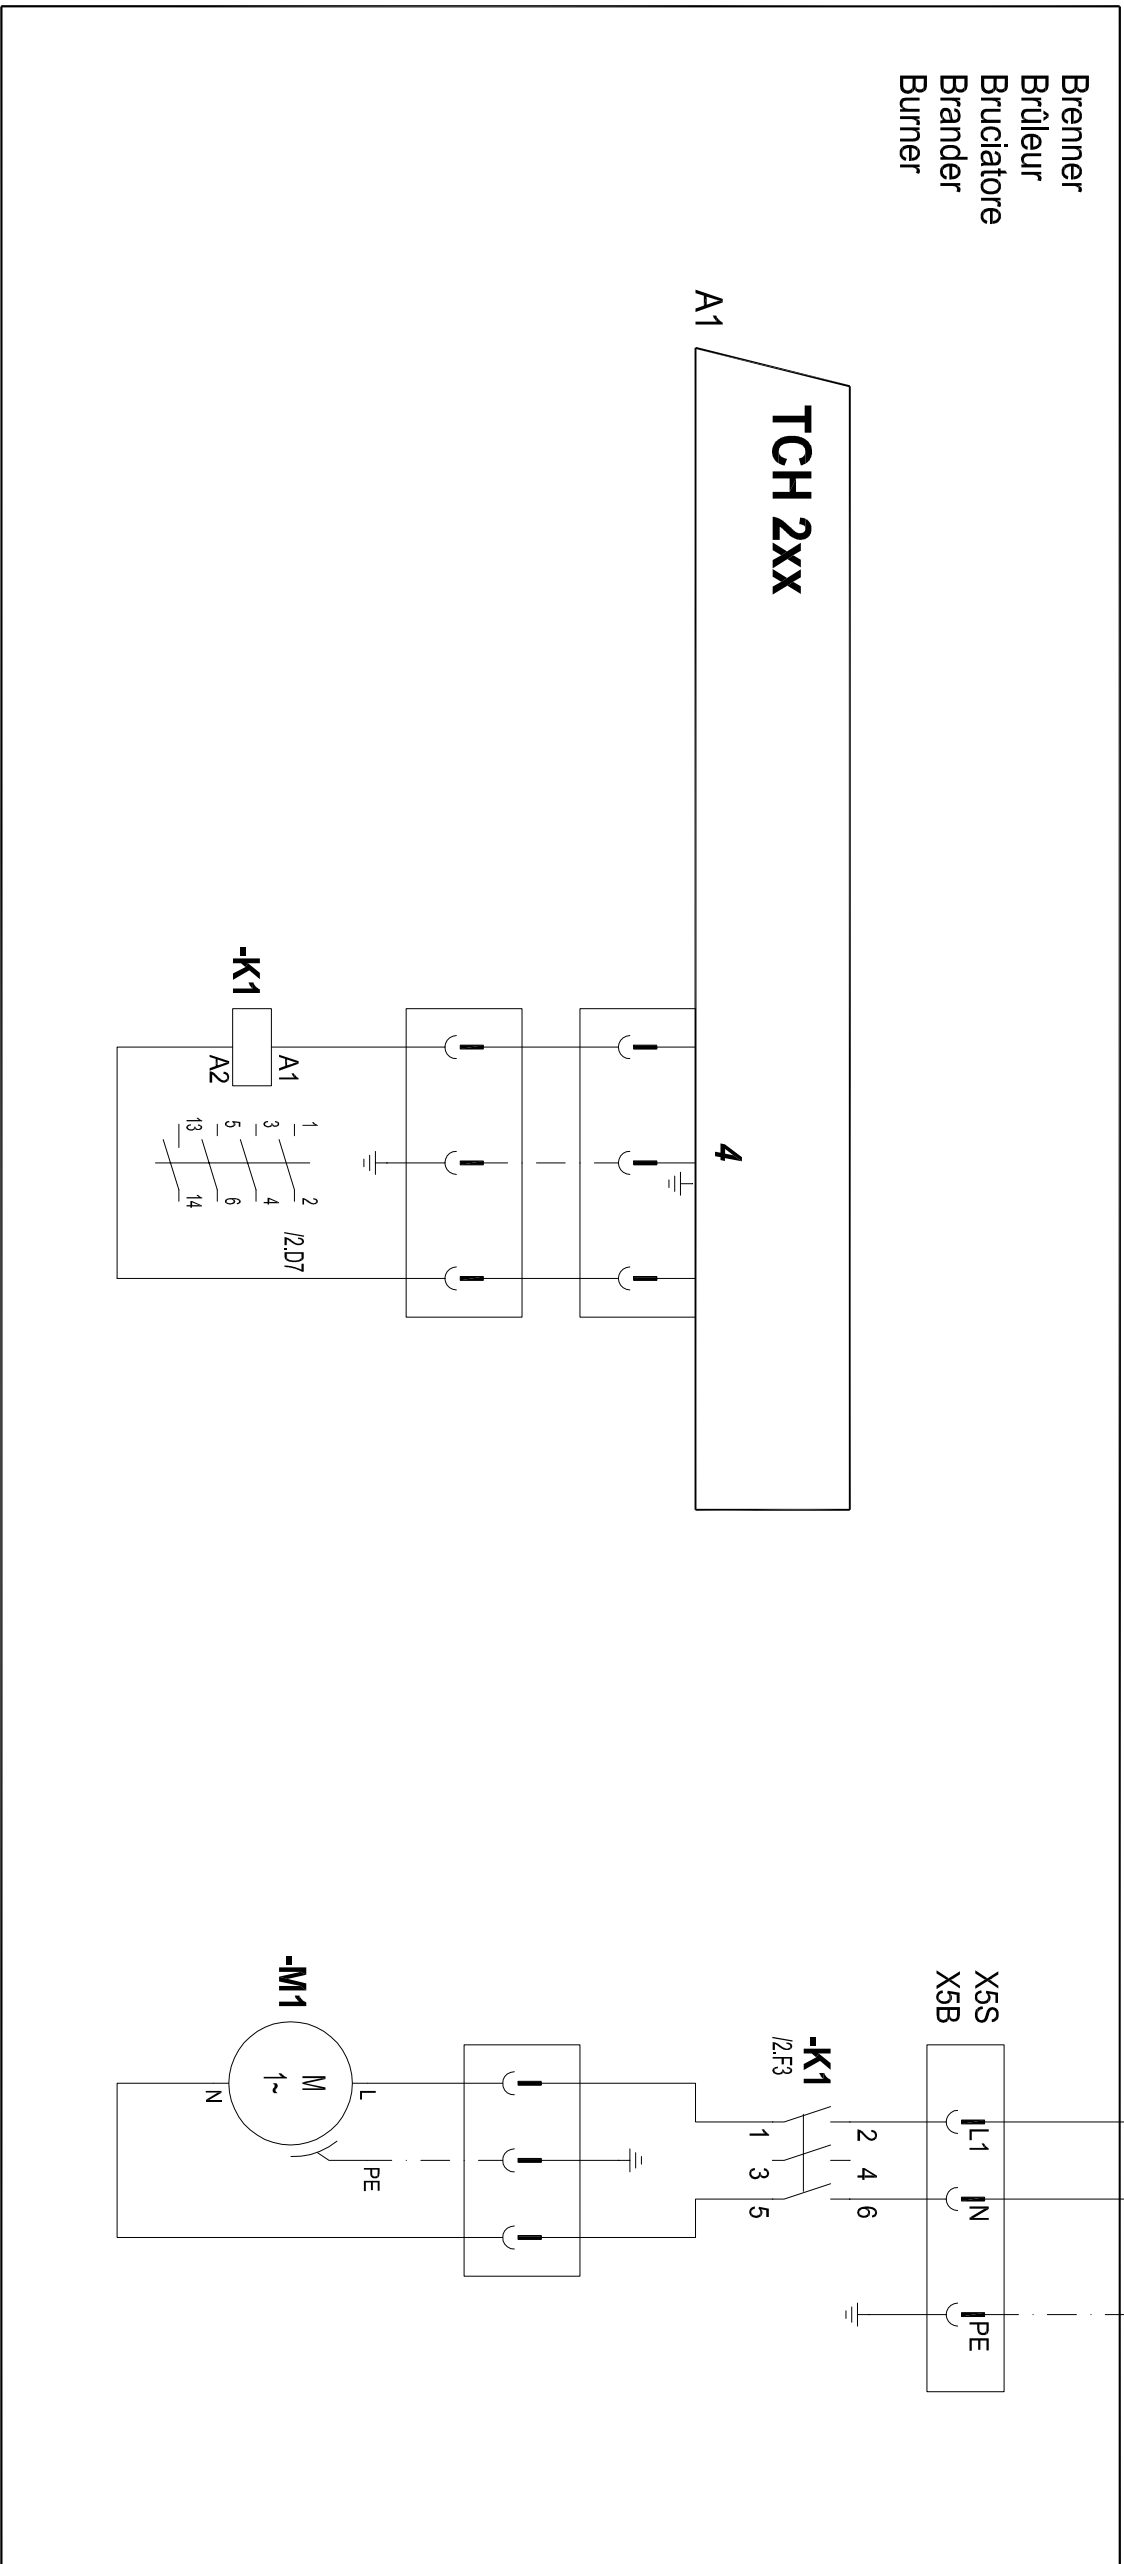 Brenner
Brûleur
Bruciatore
Brander
Burner
A1
TCH 2xx
4
-K1
A1
A2
1 2
3 4
5 6
13 14
/2.D7
X5S
X5B
L1 N PE
-K1
/2.F3
2 4 6
1 3 5
-M1
M
1~
L
N
PE